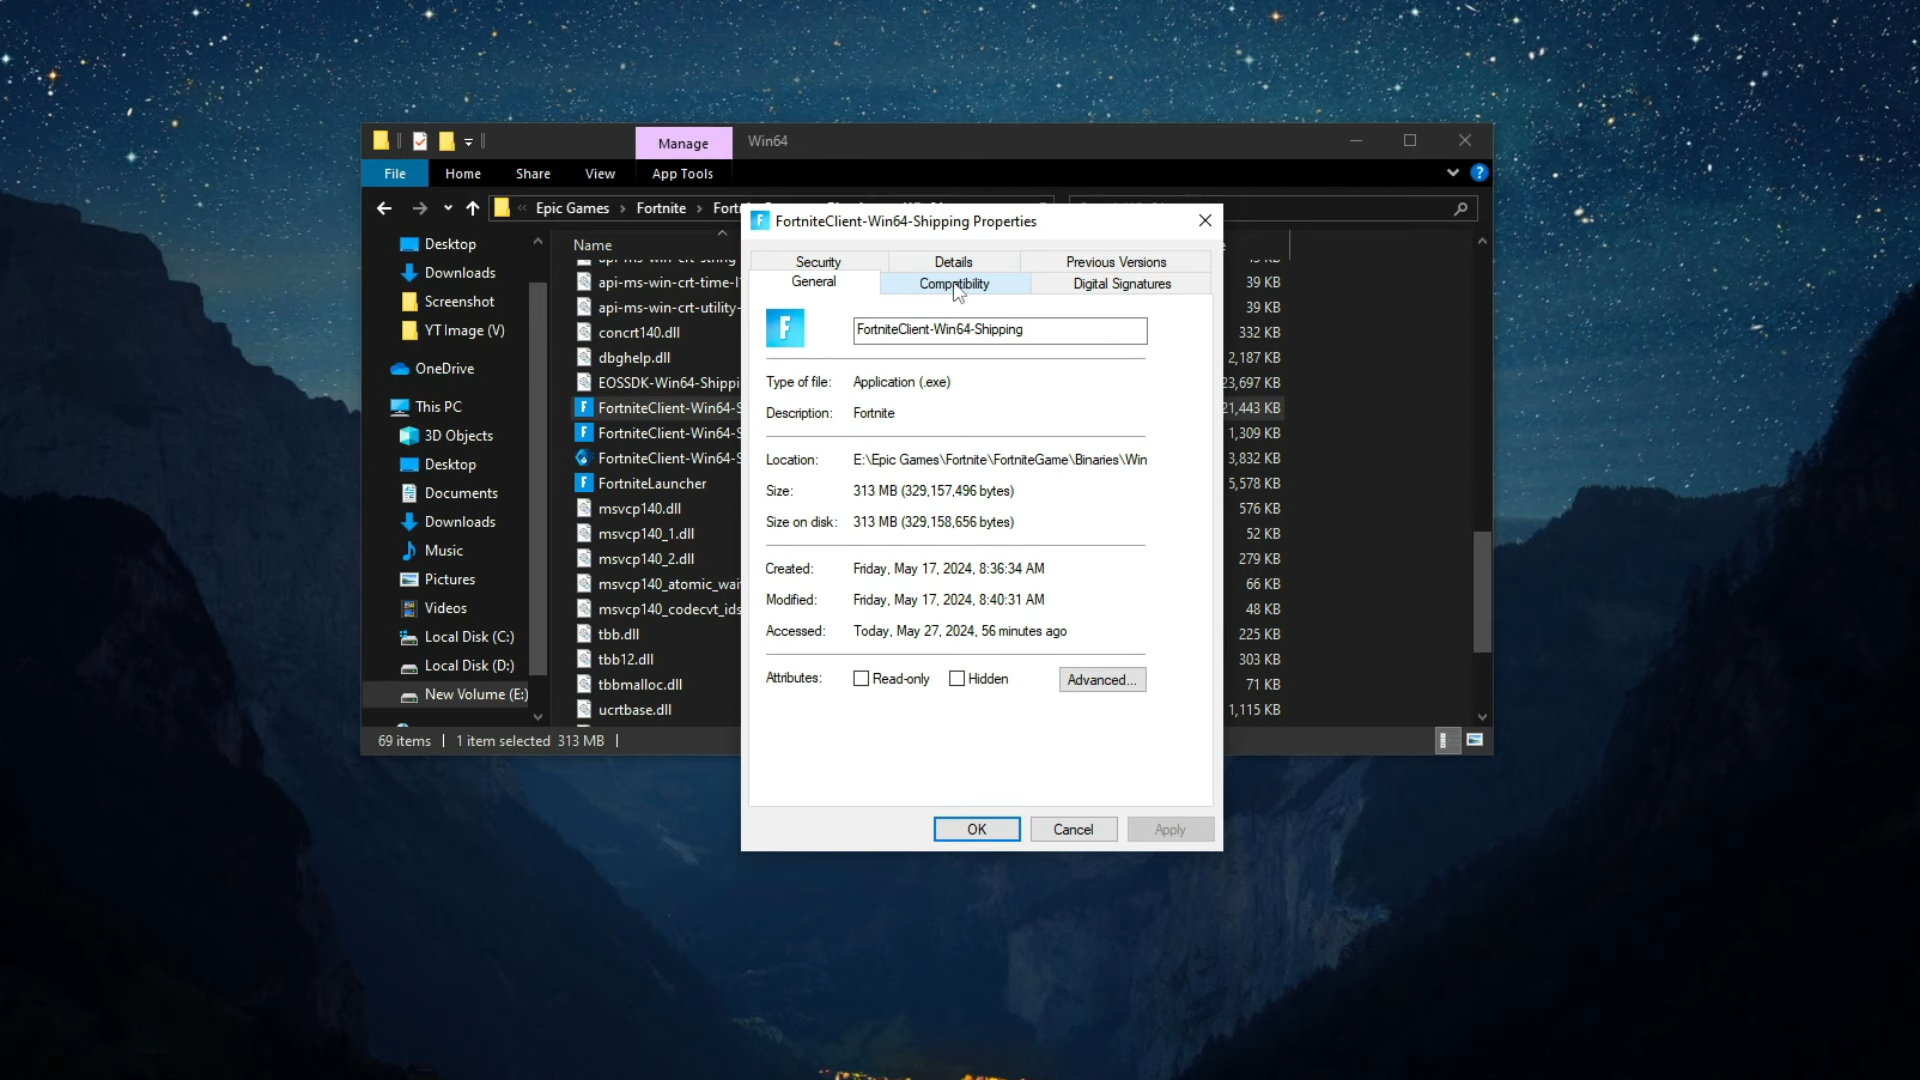 Manage
Win64
File
Home
Share
View
App Tools
Epic Games
Fortnite
FortniteClient-Win64-Shipping Properties
Security
Details
Previous Versions
General
Compatibility
Digital Signatures
FortniteClient-Win64-Shipping
Type of file: Application (.exe)
Description: Fortnite
Location: E:\Epic Games\Fortnite\FortniteGame\Binaries\Win
Size: 313 MB (329,157,496 bytes)
Size on disk: 313 MB (329,158,656 bytes)
Created: Friday, May 17, 2024, 8:36:34 AM
Modified: Friday, May 17, 2024, 8:40:31 AM
Accessed: Today, May 27, 2024, 56 minutes ago
Attributes: Read-only Hidden Advanced...
OK
Cancel
Apply
Desktop
Downloads
Screenshot
YT Image (V)
OneDrive
This PC
3D Objects
Desktop
Documents
Downloads
Music
Pictures
Videos
Local Disk (C:)
Local Disk (D:)
New Volume (E:)
Name
api-ms-win-crt-time-l
39 KB
api-ms-win-crt-utility-
39 KB
concrt140.dll
332 KB
dbghelp.dll
2,187 KB
EOSSDK-Win64-Shippi
23,697 KB
FortniteClient-Win64-S
21,443 KB
FortniteClient-Win64-S
1,309 KB
FortniteClient-Win64-S
3,832 KB
FortniteLauncher
5,578 KB
msvcp140.dll
576 KB
msvcp140_1.dll
52 KB
msvcp140_2.dll
279 KB
msvcp140_atomic_wai
66 KB
msvcp140_codecvt_ids
48 KB
tbb.dll
225 KB
tbb12.dll
303 KB
tbbmalloc.dll
71 KB
ucrtbase.dll
1,115 KB
69 items
1 item selected 313 MB